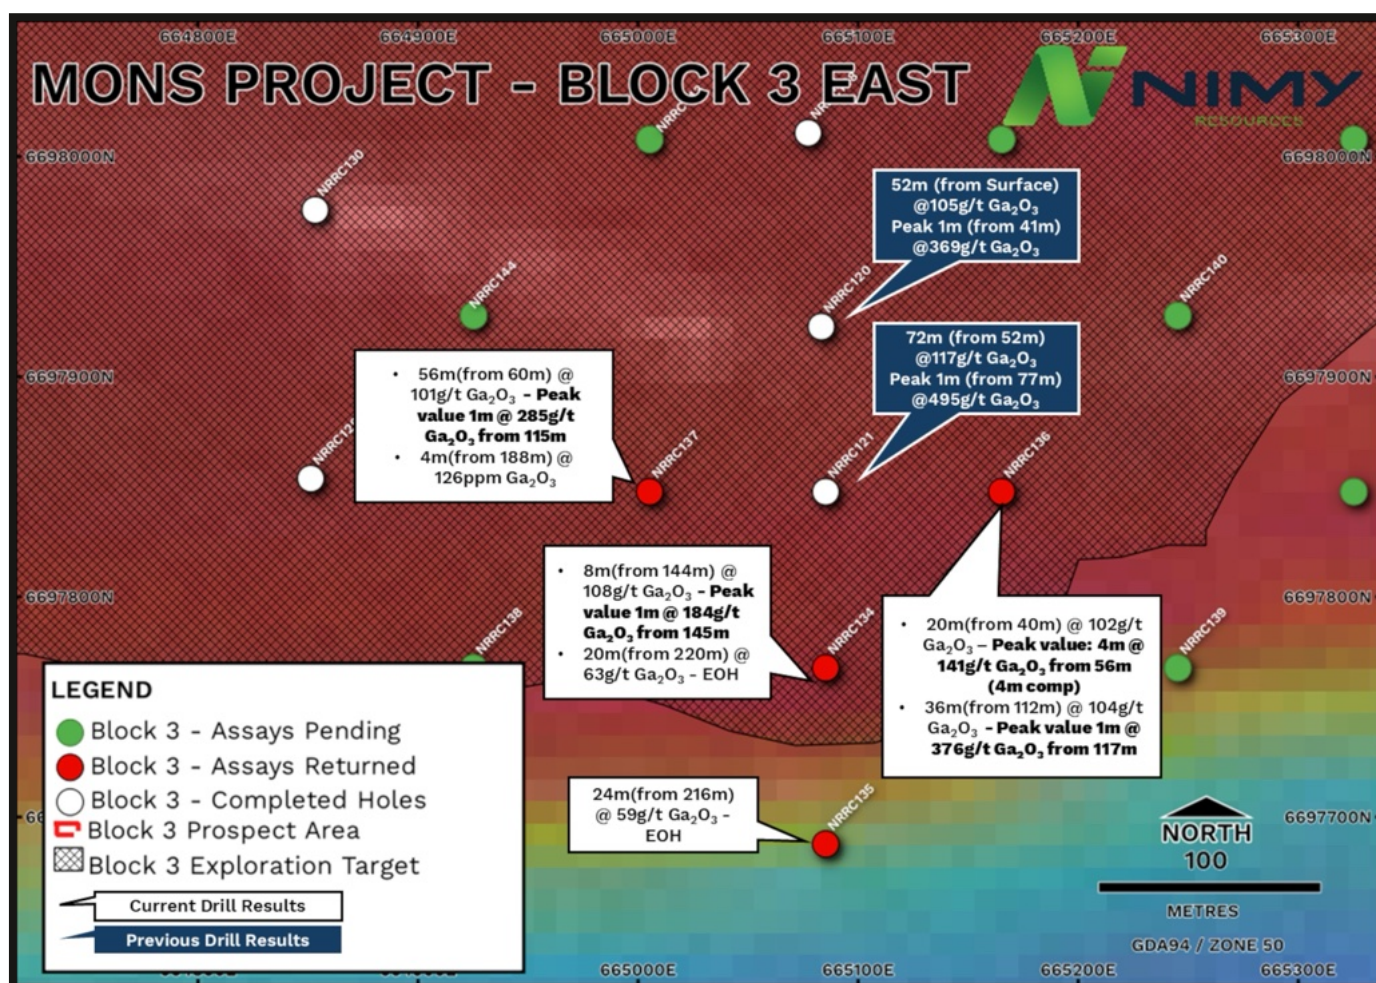 664800E 664900E 665000E 665100E 665200E 665300E
MONS PROJECT - BLOCK 3 EAST
NIMY
RESOURCES
6698000N
6698000N
NRRC130
52m (from Surface)
@105g/t Ga₂O₃
Peak 1m (from 41m)
@369g/t Ga₂O₃
NRRC144
NRRC120
NRRC140
72m (from 52m)
@117g/t Ga₂O₃
Peak 1m (from 77m)
@495g/t Ga₂O₃
6697900N
6697900N
• 56m(from 60m) @
101g/t Ga₂O₃ - Peak
value 1m @ 285g/t
Ga₂O₃ from 115m
• 4m(from 188m) @
126ppm Ga₂O₃
NRRC137
NRRC121
NRRC136
• 8m(from 144m) @
108g/t Ga₂O₃ - Peak
value 1m @ 184g/t
Ga₂O₃ from 145m
• 20m(from 220m) @
63g/t Ga₂O₃ - EOH
6697800N
6697800N
NRRC138
NRRC134
NRRC139
• 20m(from 40m) @ 102g/t
Ga₂O₃ – Peak value: 4m @
141g/t Ga₂O₃ from 56m
(4m comp)
• 36m(from 112m) @ 104g/t
Ga₂O₃ - Peak value 1m @
376g/t Ga₂O₃ from 117m
24m(from 216m)
@ 59g/t Ga₂O₃ -
EOH
NRRC135
6697700N
LEGEND
Block 3 - Assays Pending
Block 3 - Assays Returned
Block 3 - Completed Holes
Block 3 Prospect Area
Block 3 Exploration Target
Current Drill Results
Previous Drill Results
NORTH
100
METRES
GDA94 / ZONE 50
665000E 665100E 665200E 665300E